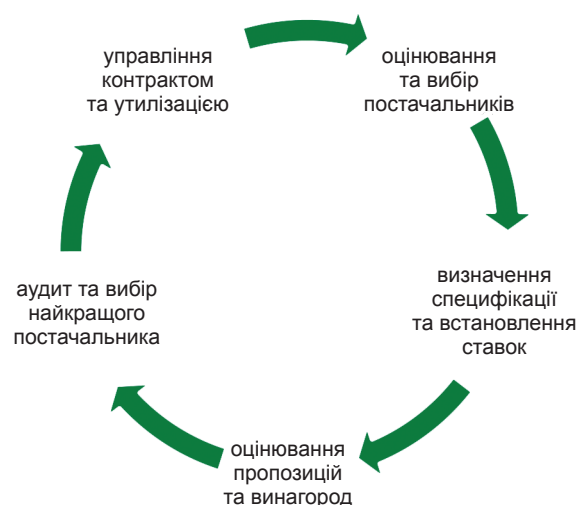 управління
контрактом
та утилізацією
оцінювання
та вибір
постачальників
визначення
специфікації
та встановлення
ставок
оцінювання
пропозицій
та винагород
аудит та вибір
найкращого
постачальника